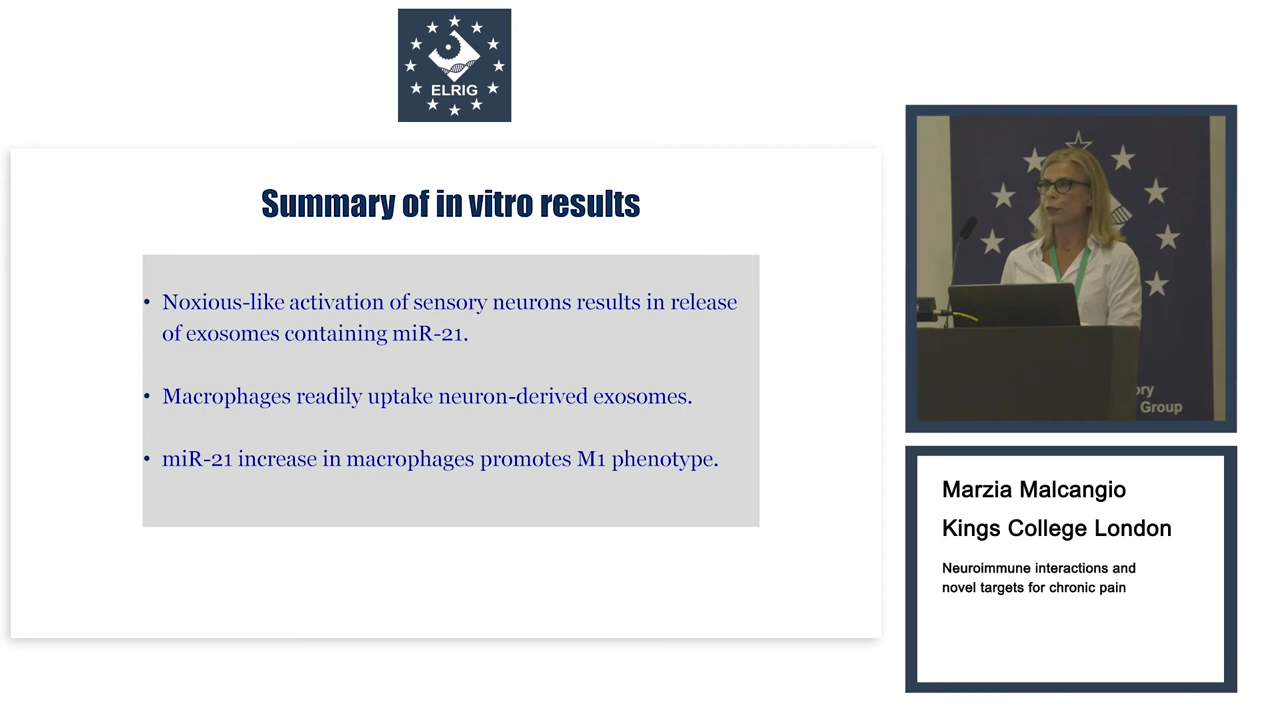 ELRIG
Summary of in vitro results
• Noxious-like activation of sensory neurons results in release
of exosomes containing miR-21.
• Macrophages readily uptake neuron-derived exosomes.
• miR-21 increase in macrophages promotes M1 phenotype.
ory
Group
Marzia Malcangio
Kings College London
Neuroimmune interactions and
novel targets for chronic pain